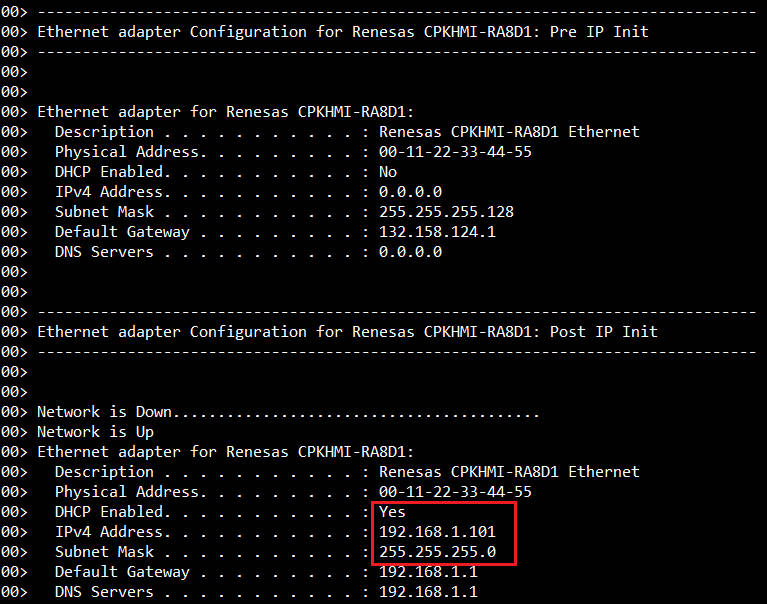 00> --------------------------------------------------------------------------------
00> Ethernet adapter Configuration for Renesas CPKHMI-RA8D1: Pre IP Init
00> --------------------------------------------------------------------------------
00>
00>
00> Ethernet adapter for Renesas CPKHMI-RA8D1:
00>   Description . . . . . . . . . . . : Renesas CPKHMI-RA8D1 Ethernet
00>   Physical Address. . . . . . . . . : 00-11-22-33-44-55
00>   DHCP Enabled. . . . . . . . . . . : No
00>   IPv4 Address. . . . . . . . . . . : 0.0.0.0
00>   Subnet Mask . . . . . . . . . . . : 255.255.255.128
00>   Default Gateway . . . . . . . . . : 132.158.124.1
00>   DNS Servers . . . . . . . . . . . : 0.0.0.0
00>
00>
00> --------------------------------------------------------------------------------
00> Ethernet adapter Configuration for Renesas CPKHMI-RA8D1: Post IP Init
00> --------------------------------------------------------------------------------
00>
00>
00> Network is Down.........................................
00> Network is Up
00> Ethernet adapter for Renesas CPKHMI-RA8D1:
00>   Description . . . . . . . . . . . : Renesas CPKHMI-RA8D1 Ethernet
00>   Physical Address. . . . . . . . . : 00-11-22-33-44-55
00>   DHCP Enabled. . . . . . . . . . . : Yes
00>   IPv4 Address. . . . . . . . . . . : 192.168.1.101
00>   Subnet Mask . . . . . . . . . . . : 255.255.255.0
00>   Default Gateway . . . . . . . . . : 192.168.1.1
00>   DNS Servers . . . . . . . . . . . : 192.168.1.1